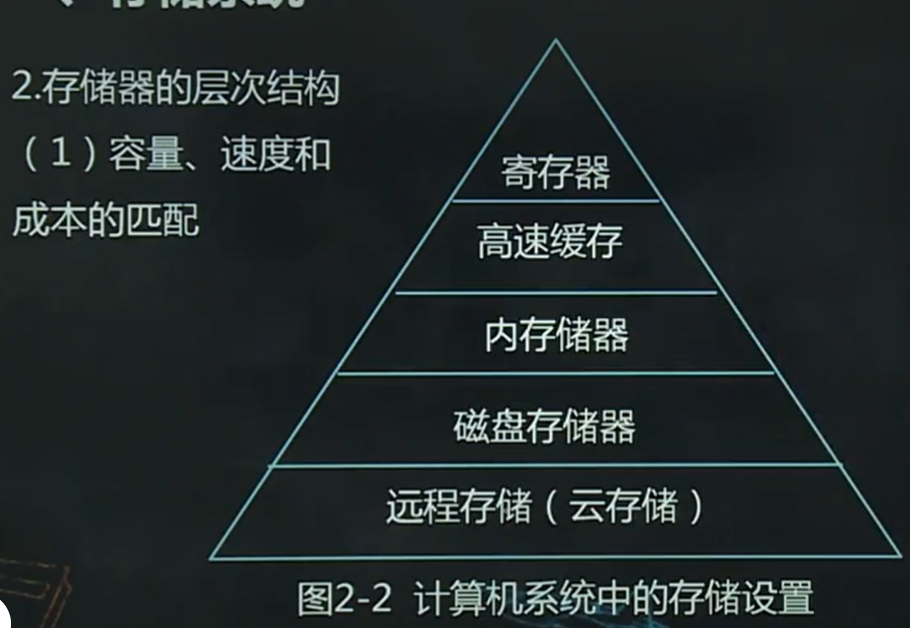 2.存储器的层次结构
（1）容量、速度和
成本的匹配
寄存器
高速缓存
内存储器
磁盘存储器
远程存储（云存储）
图2-2 计算机系统中的存储设置